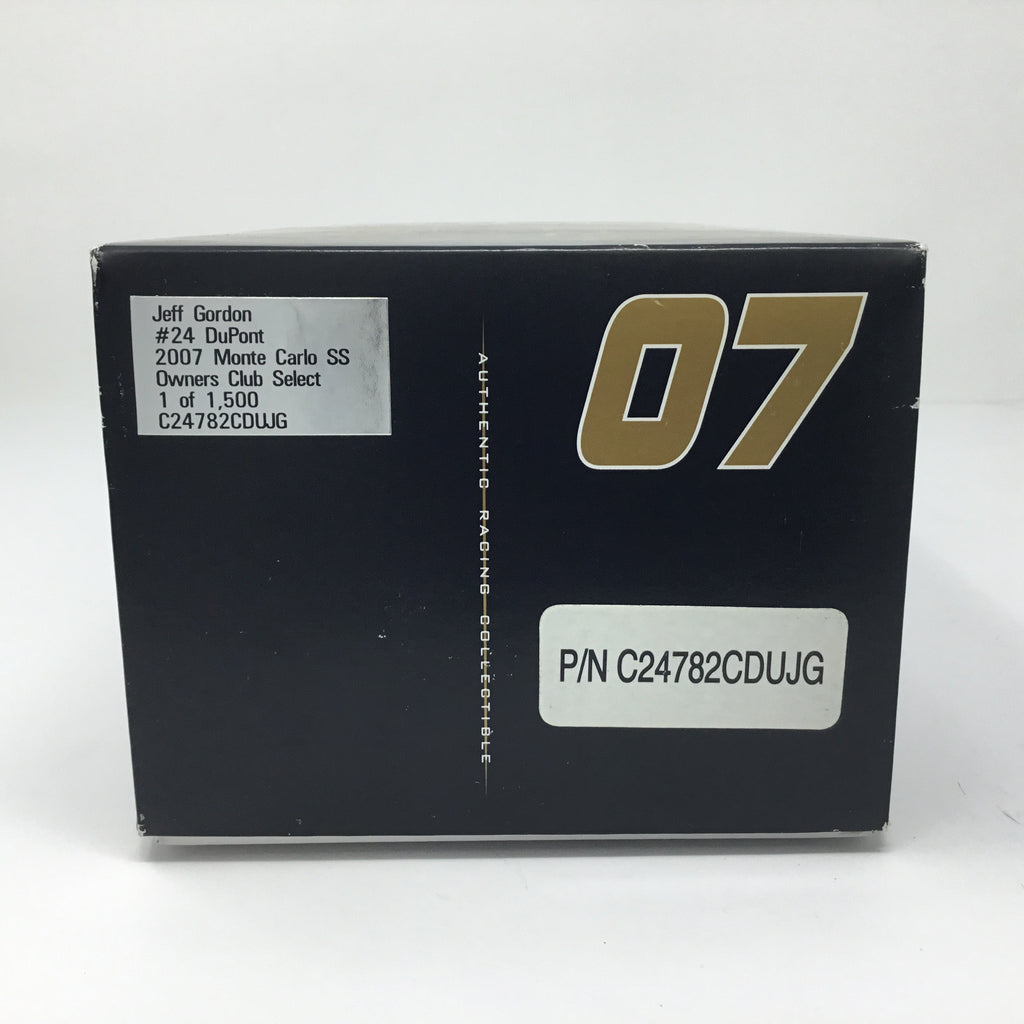 Jeff Gordon
#24 DuPont
2007 Monte Carlo SS
Owners Club Select
1 of 1,500
C24782CDUJG
AUTHENTIC RACING COLLECTIBLE
07
P/N C24782CDUJG